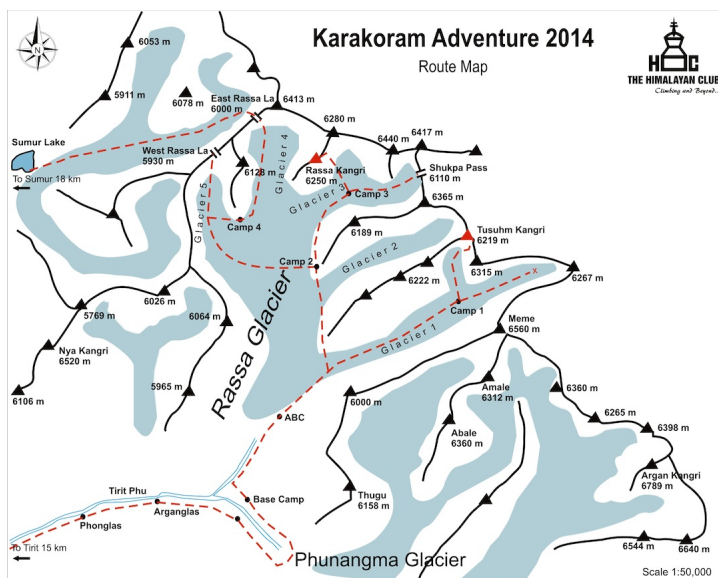 Karakoram Adventure 2014
Route Map
N
THE HIMALAYAN CLUB
Climbing and Beyond..
6053 m
5911 m
6078 m
East Rassa La
6000 m
6413 m
6280 m
6440 m
6417 m
Sumur Lake
To Sumur 18 km
West Rassa La
5930 m
6128 m
Glacier 4
Rassa Kangri
6250 m
Shukpa Pass
6110 m
Glacier 3
Camp 3
6365 m
Glacier 5
Camp 4
6189 m
Tusuhm Kangri
6219 m
Camp 2
Glacier 2
6315 m
6267 m
6222 m
x
6026 m
5769 m
6064 m
Rassa Glacier
Camp 1
Glacier 1
Meme
6560 m
Nya Kangri
6520 m
6106 m
5965 m
6000 m
Amale
6312 m
6360 m
ABC
Abale
6360 m
6265 m
6398 m
Argan Kangri
6789 m
Tirit Phu
Base Camp
Thugu
6158 m
Arganglas
Phonglas
To Tirit 15 km
Phunangma Glacier
6544 m
6640 m
Scale 1:50,000